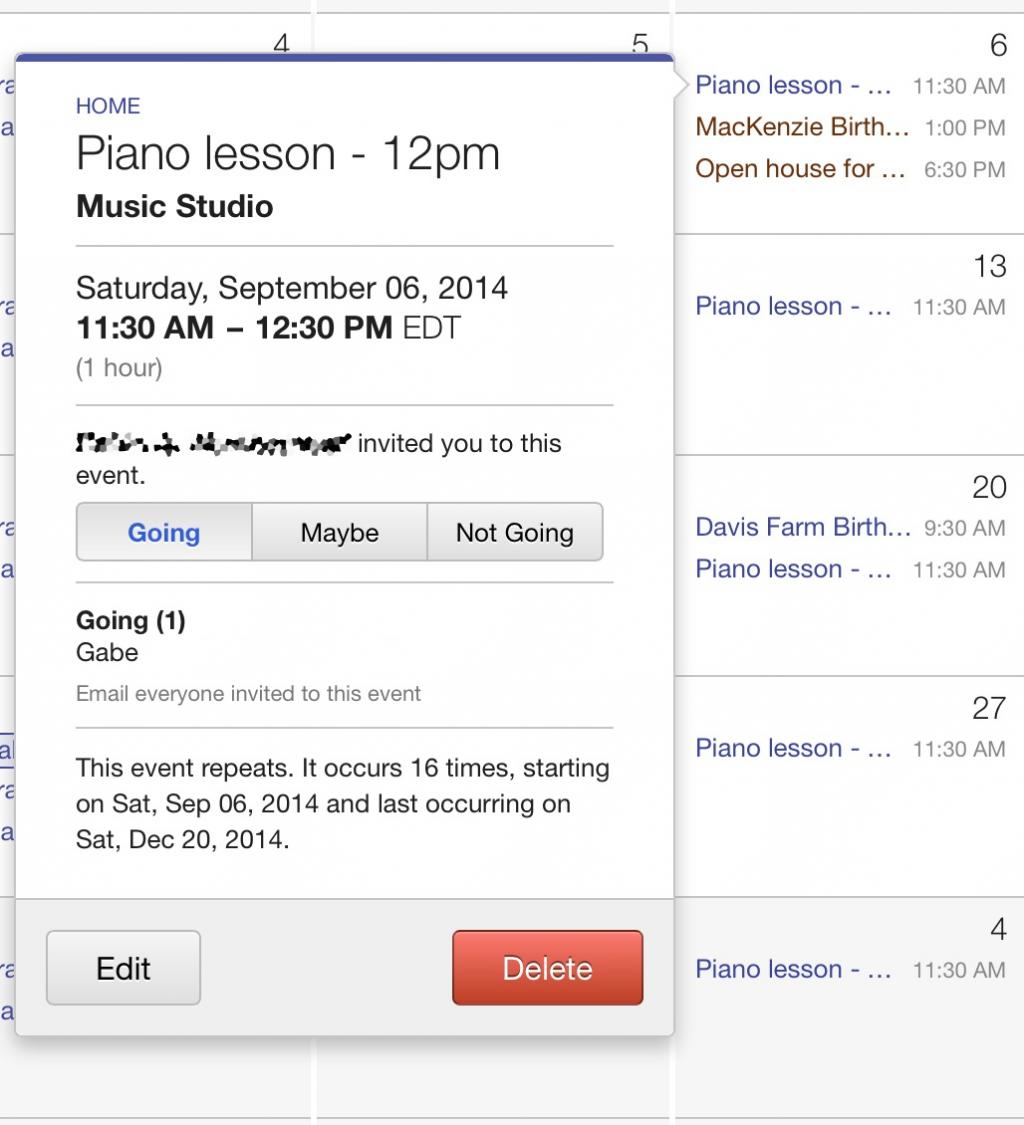 4
5
6
HOME
Piano lesson - 12pm
Music Studio
Saturday, September 06, 2014
11:30 AM – 12:30 PM EDT
(1 hour)
invited you to this
event.
Going Maybe Not Going
Going (1)
Gabe
Email everyone invited to this event
This event repeats. It occurs 16 times, starting
on Sat, Sep 06, 2014 and last occurring on
Sat, Dec 20, 2014.
Edit Delete
Piano lesson - ... 11:30 AM
MacKenzie Birth... 1:00 PM
Open house for ... 6:30 PM
13
Piano lesson - ... 11:30 AM
20
Davis Farm Birth... 9:30 AM
Piano lesson - ... 11:30 AM
27
Piano lesson - ... 11:30 AM
4
Piano lesson - ... 11:30 AM